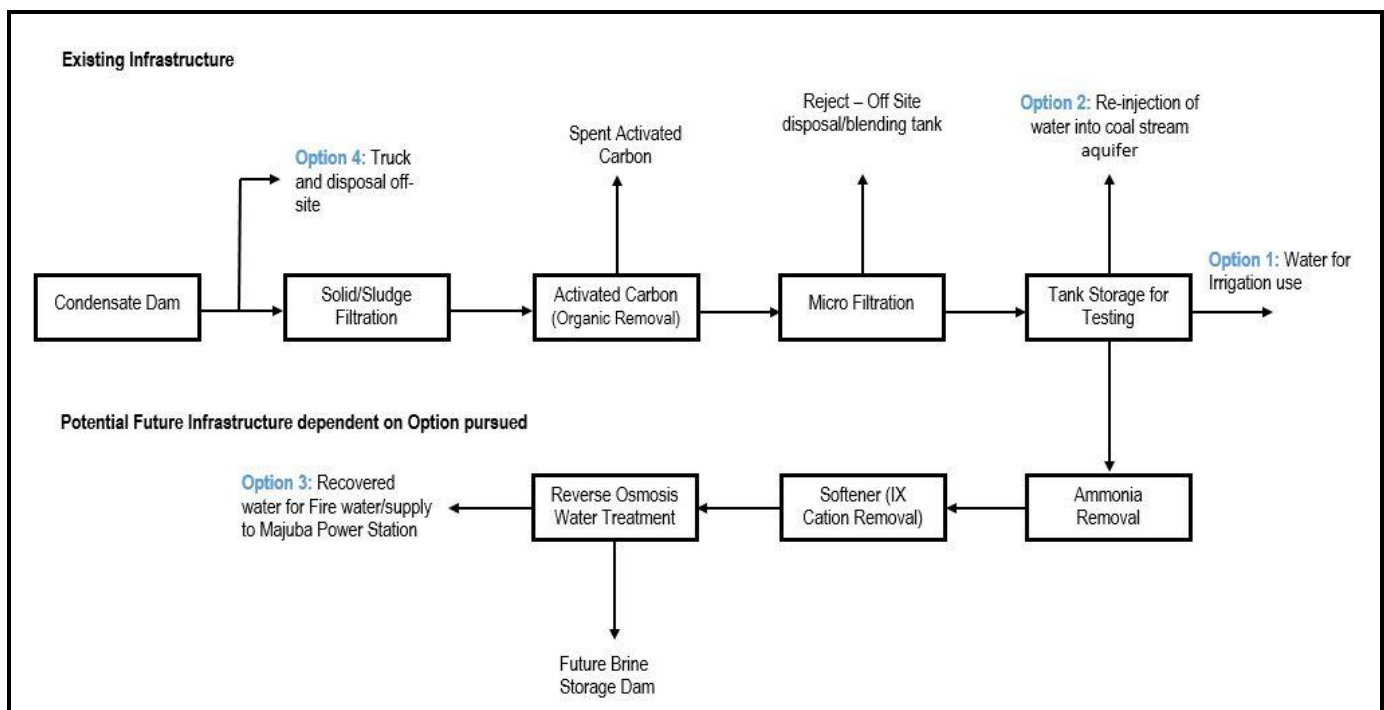 Existing Infrastructure
Reject – Off Site
disposal/blending tank
Option 2: Re-injection of
water into coal stream
aquifer
Spent Activated
Carbon
Option 4: Truck
and disposal off-
site
Option 1: Water for
Irrigation use
Condensate Dam
Solid/Sludge
Filtration
Activated Carbon
(Organic Removal)
Micro Filtration
Tank Storage for
Testing
Potential Future Infrastructure dependent on Option pursued
Option 3: Recovered
water for Fire water/supply
to Majuba Power Station
Reverse Osmosis
Water Treatment
Softener (IX
Cation Removal)
Ammonia
Removal
Future Brine
Storage Dam